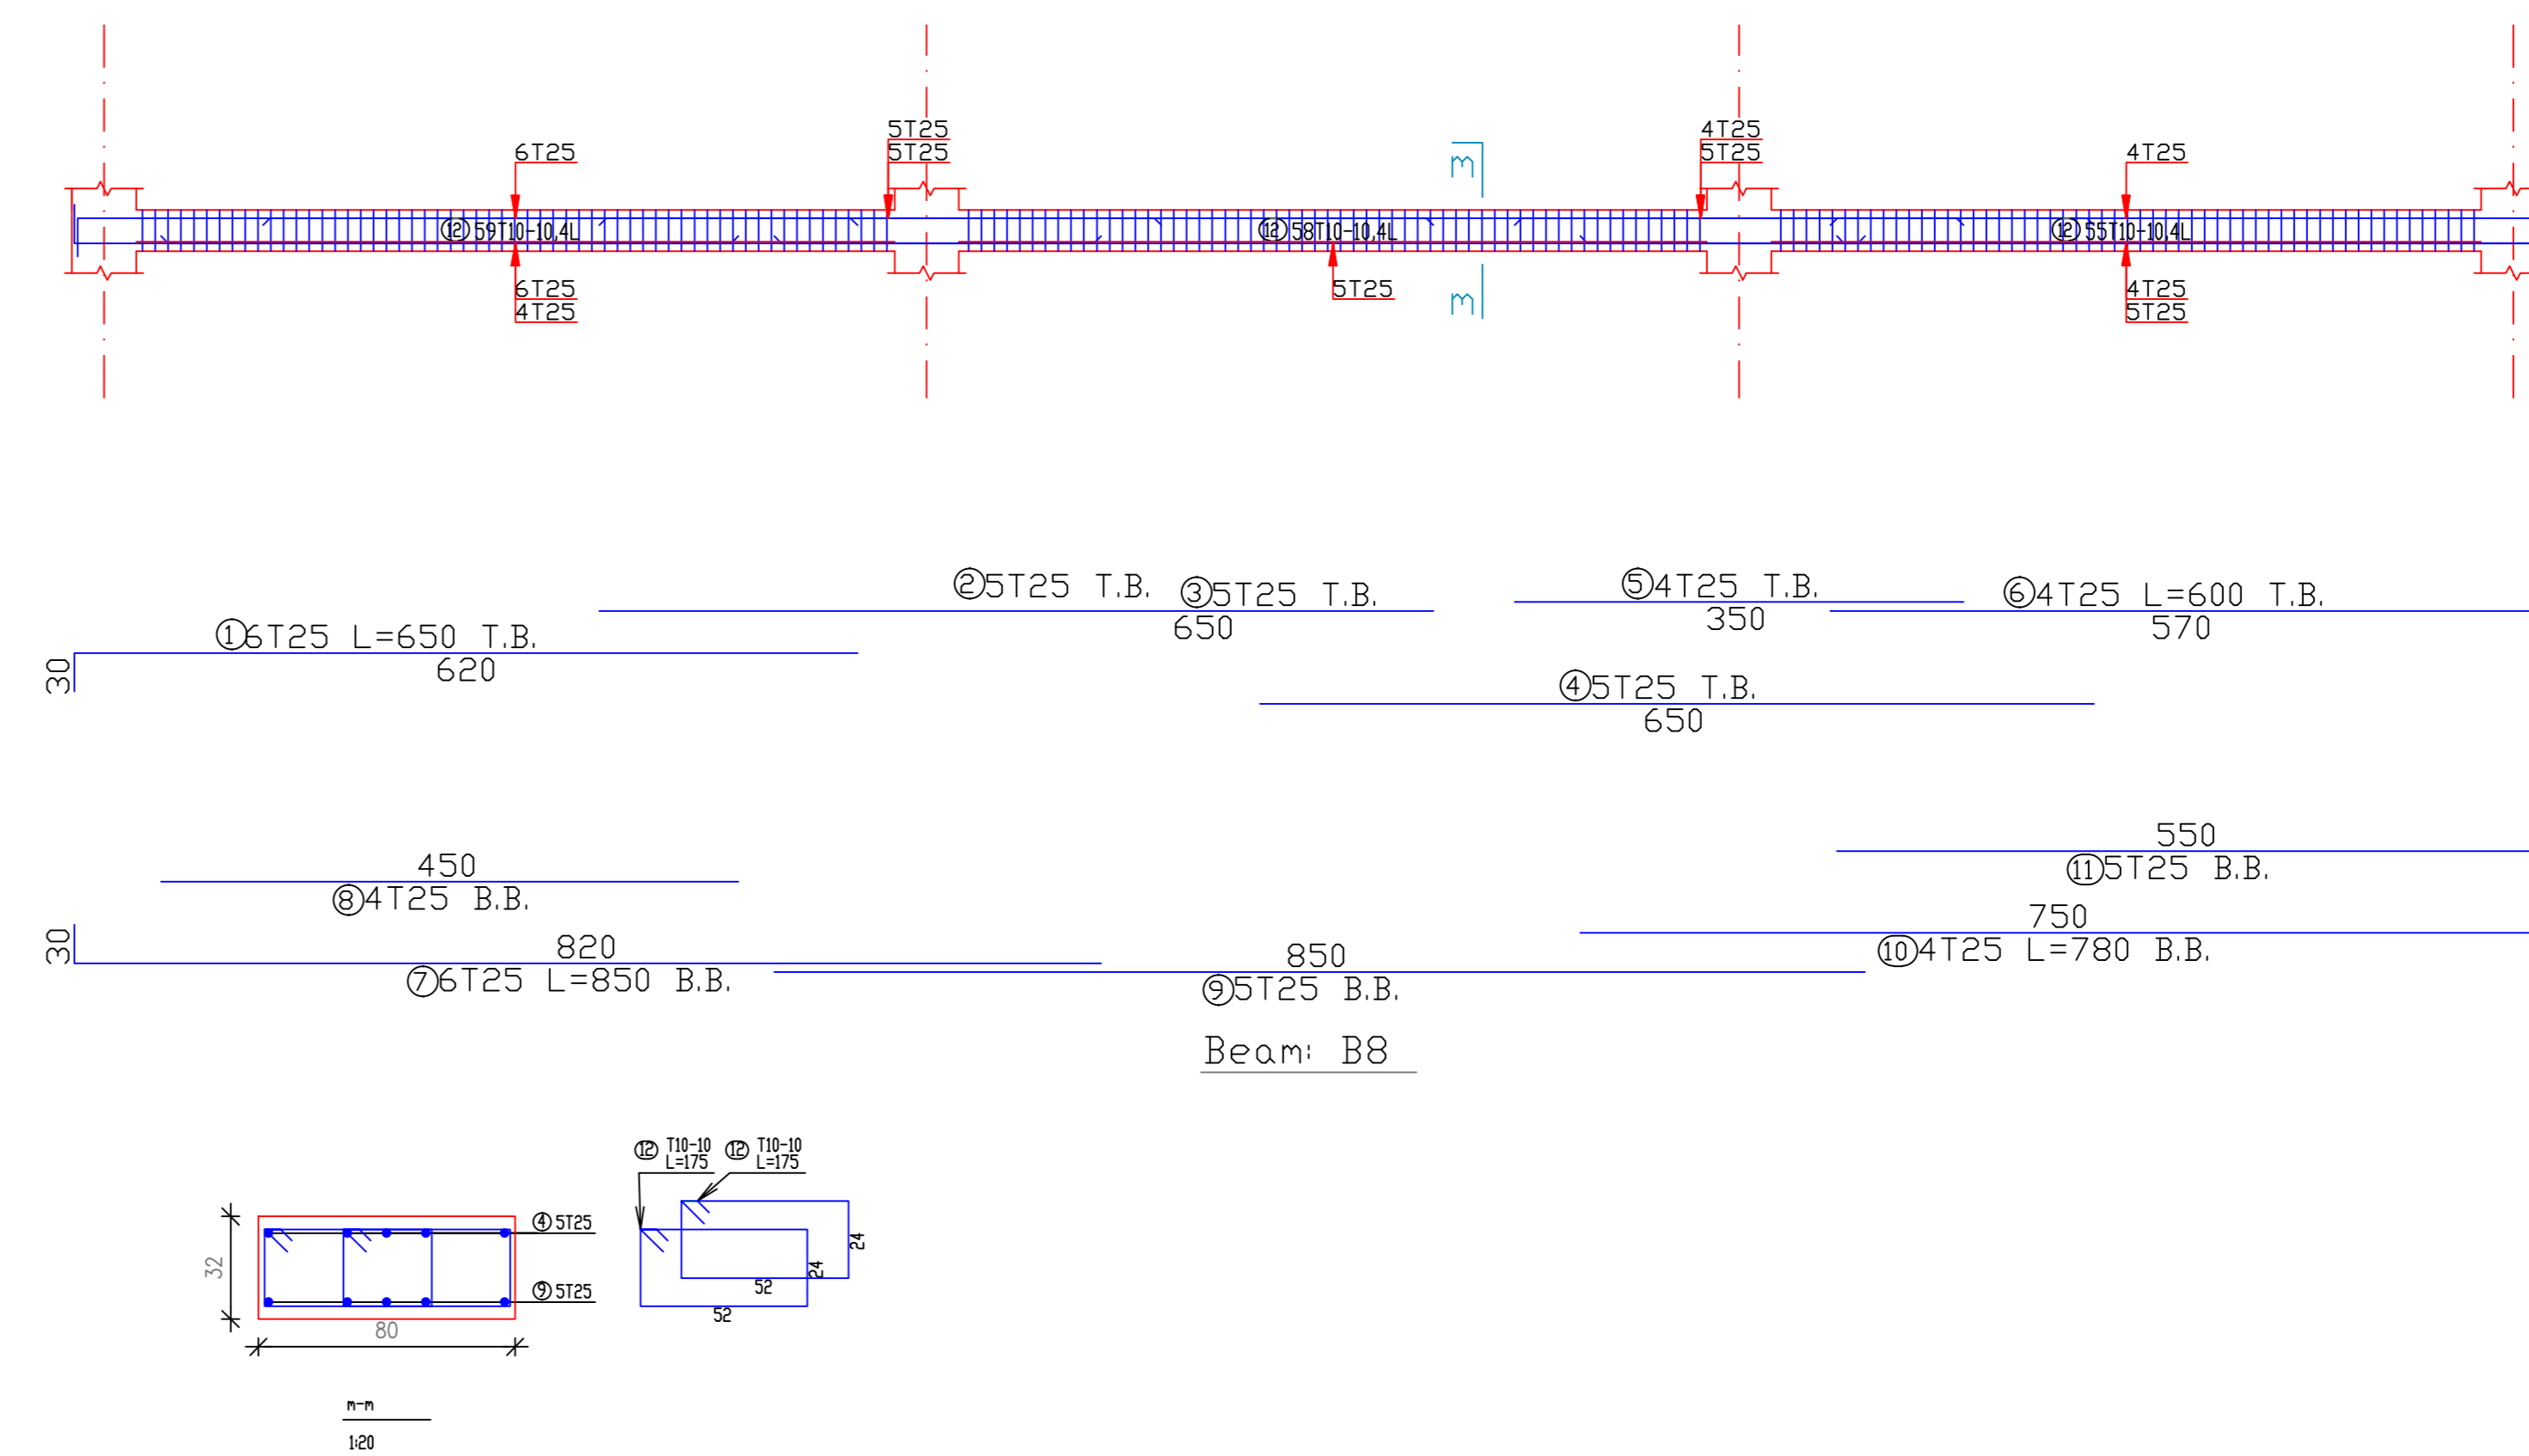 5T25
5T25
4T25
5T25
6T25
4T25
m
⑫ 59T10-10,4L
⑫ 58T10-10,4L
⑫ 55T10-10,4L
6T25
4T25
5T25
m
4T25
5T25
②5T25 T.B.
③5T25 T.B.
650
⑤4T25 T.B.
350
⑥4T25 L=600 T.B.
570
①6T25 L=650 T.B.
620
30
④5T25 T.B.
650
550
⑪5T25 B.B.
450
⑧4T25 B.B.
750
⑩4T25 L=780 B.B.
30
820
⑦6T25 L=850 B.B.
850
⑨5T25 B.B.
Beam: B8
⑫ T10-10
L=175
⑫ T10-10
L=175
④ 5T25
32
⑨ 5T25
80
24
24
52
52
m-m
1:20